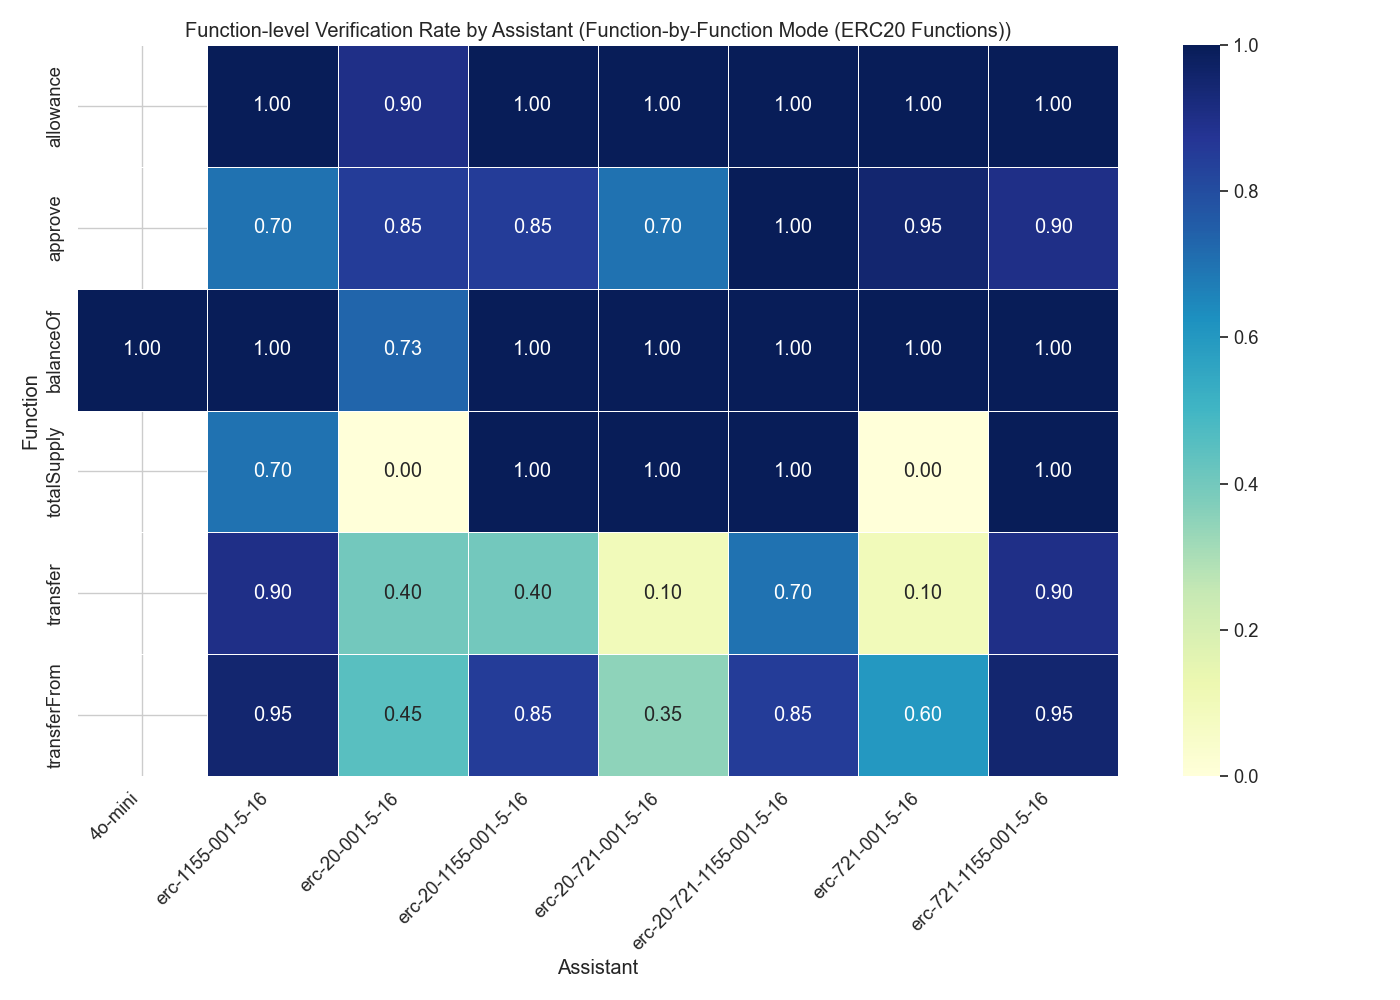 Function-level Verification Rate by Assistant (Function-by-Function Mode (ERC20 Functions))
Function
allowance 1.00 0.90 1.00 1.00 1.00 1.00 1.00
approve 0.70 0.85 0.85 0.70 1.00 0.95 0.90
balanceOf 1.00 1.00 0.73 1.00 1.00 1.00 1.00 1.00
totalSupply 0.70 0.00 1.00 1.00 1.00 0.00 1.00
transfer 0.90 0.40 0.40 0.10 0.70 0.10 0.90
transferFrom 0.95 0.45 0.85 0.35 0.85 0.60 0.95
4o-mini
erc-1155-001-5-16
erc-20-001-5-16
erc-20-1155-001-5-16
erc-20-721-001-5-16
erc-20-721-1155-001-5-16
erc-721-001-5-16
erc-721-1155-001-5-16
Assistant
1.0
0.8
0.6
0.4
0.2
0.0